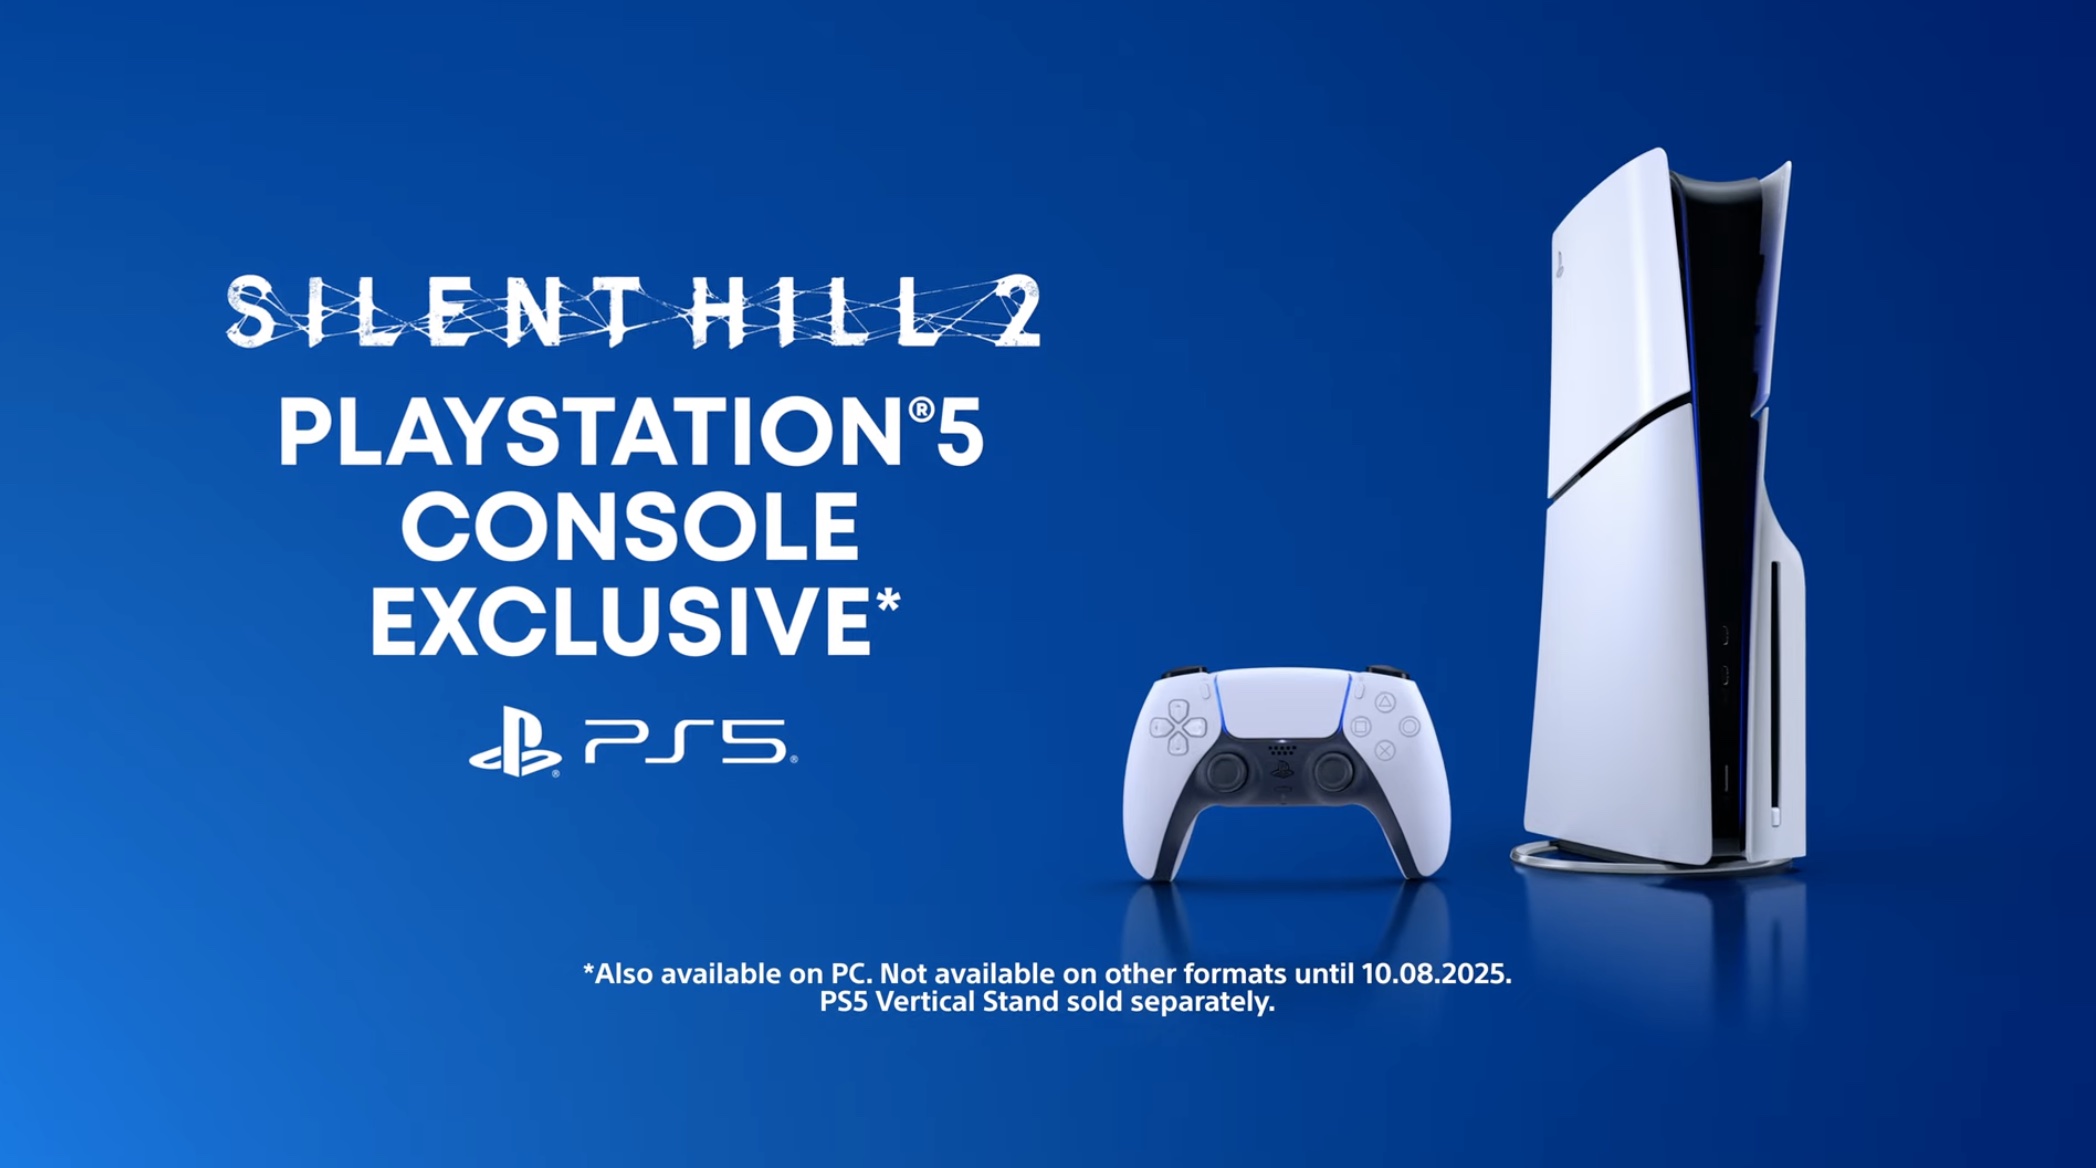 SILENT HILL 2
PLAYSTATION®5
CONSOLE
EXCLUSIVE*
PS5®
*Also available on PC. Not available on other formats until 10.08.2025.
PS5 Vertical Stand sold separately.